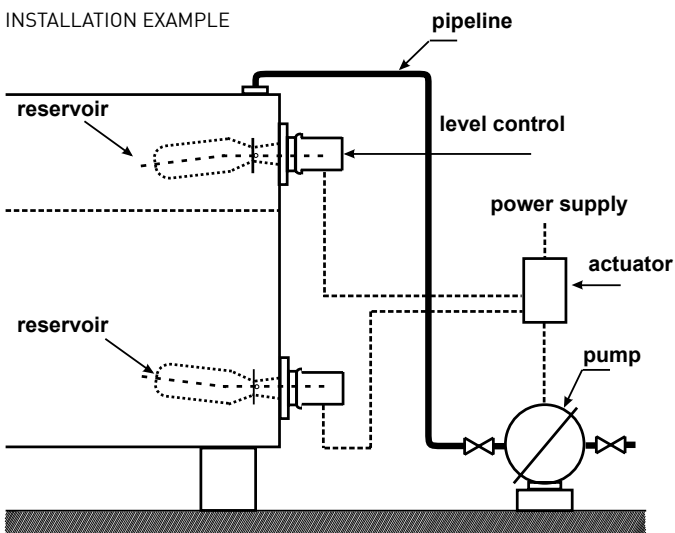 INSTALLATION EXAMPLE
pipeline
reservoir
level control
power supply
actuator
reservoir
pump